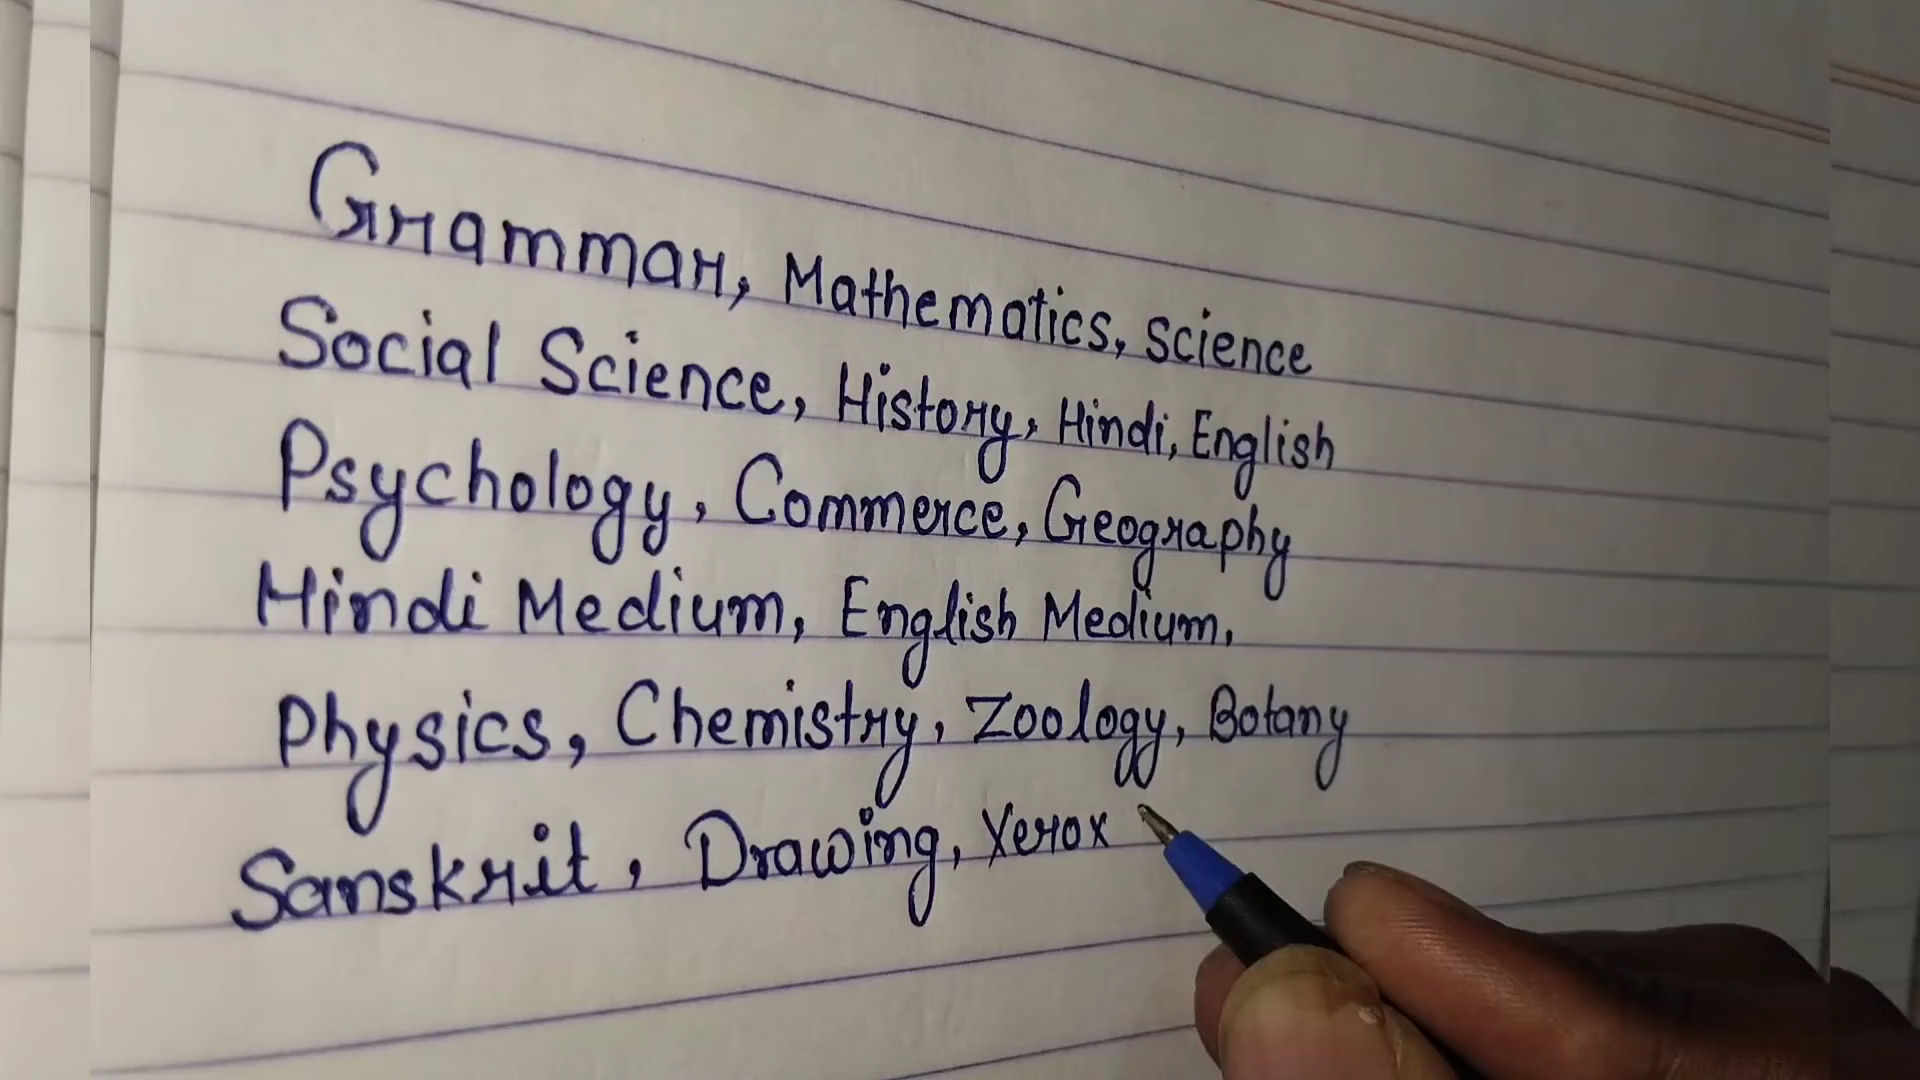 Grammar, Mathematics, science
Social Science, History, Hindi, English
Psychology, Commerce, Geography
Hindi Medium, English Medium,
Physics, Chemistry, Zoology, Botany
Sanskrit, Drawing, Xerox